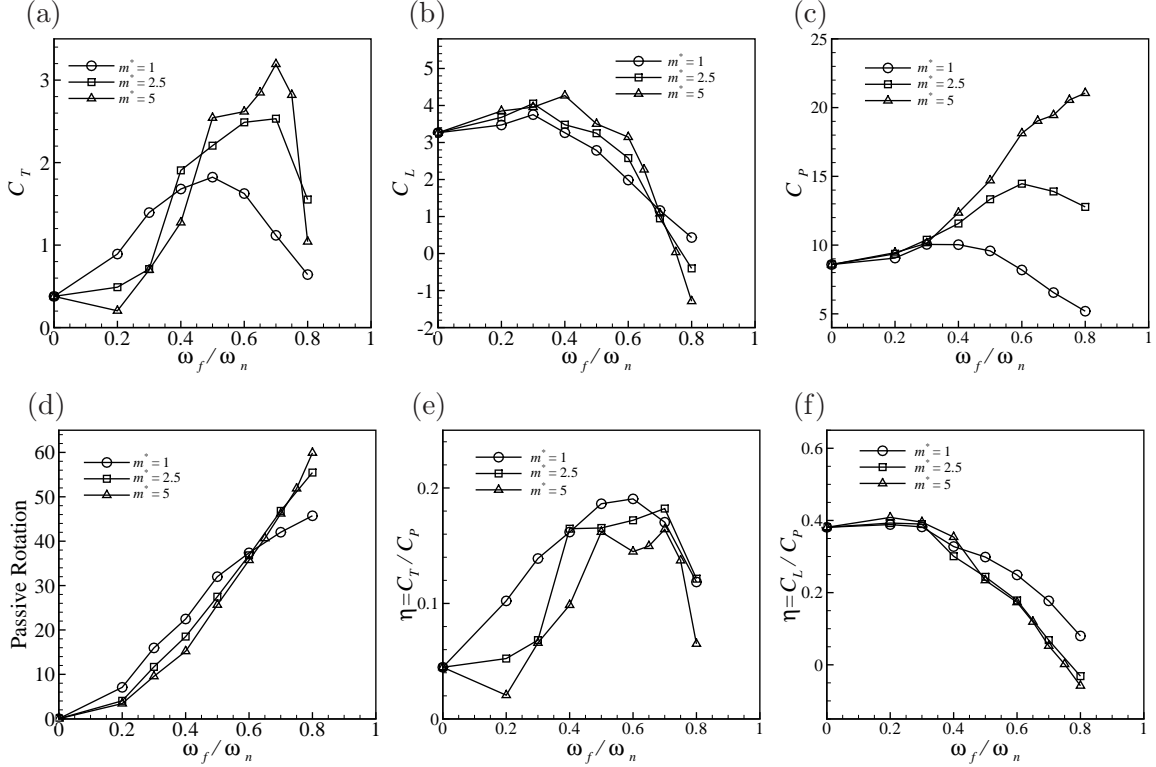 (a)
C_T
3
2
1
0
m* = 1
m* = 2.5
m* = 5
0 0.2 0.4 0.6 0.8 1
ω_f / ω_n
(b)
C_L
5
4
3
2
1
0
-1
-2
m* = 1
m* = 2.5
m* = 5
0 0.2 0.4 0.6 0.8 1
ω_f / ω_n
(c)
C_P
25
20
15
10
5
m* = 1
m* = 2.5
m* = 5
0 0.2 0.4 0.6 0.8 1
ω_f / ω_n
(d)
Passive Rotation
60
50
40
30
20
10
0
m* = 1
m* = 2.5
m* = 5
0 0.2 0.4 0.6 0.8 1
ω_f / ω_n
(e)
η=C_T / C_P
0.2
0.1
0
m* = 1
m* = 2.5
m* = 5
0 0.2 0.4 0.6 0.8 1
ω_f / ω_n
(f)
η=C_L / C_P
0.6
0.4
0.2
0
m* = 1
m* = 2.5
m* = 5
0 0.2 0.4 0.6 0.8 1
ω_f / ω_n